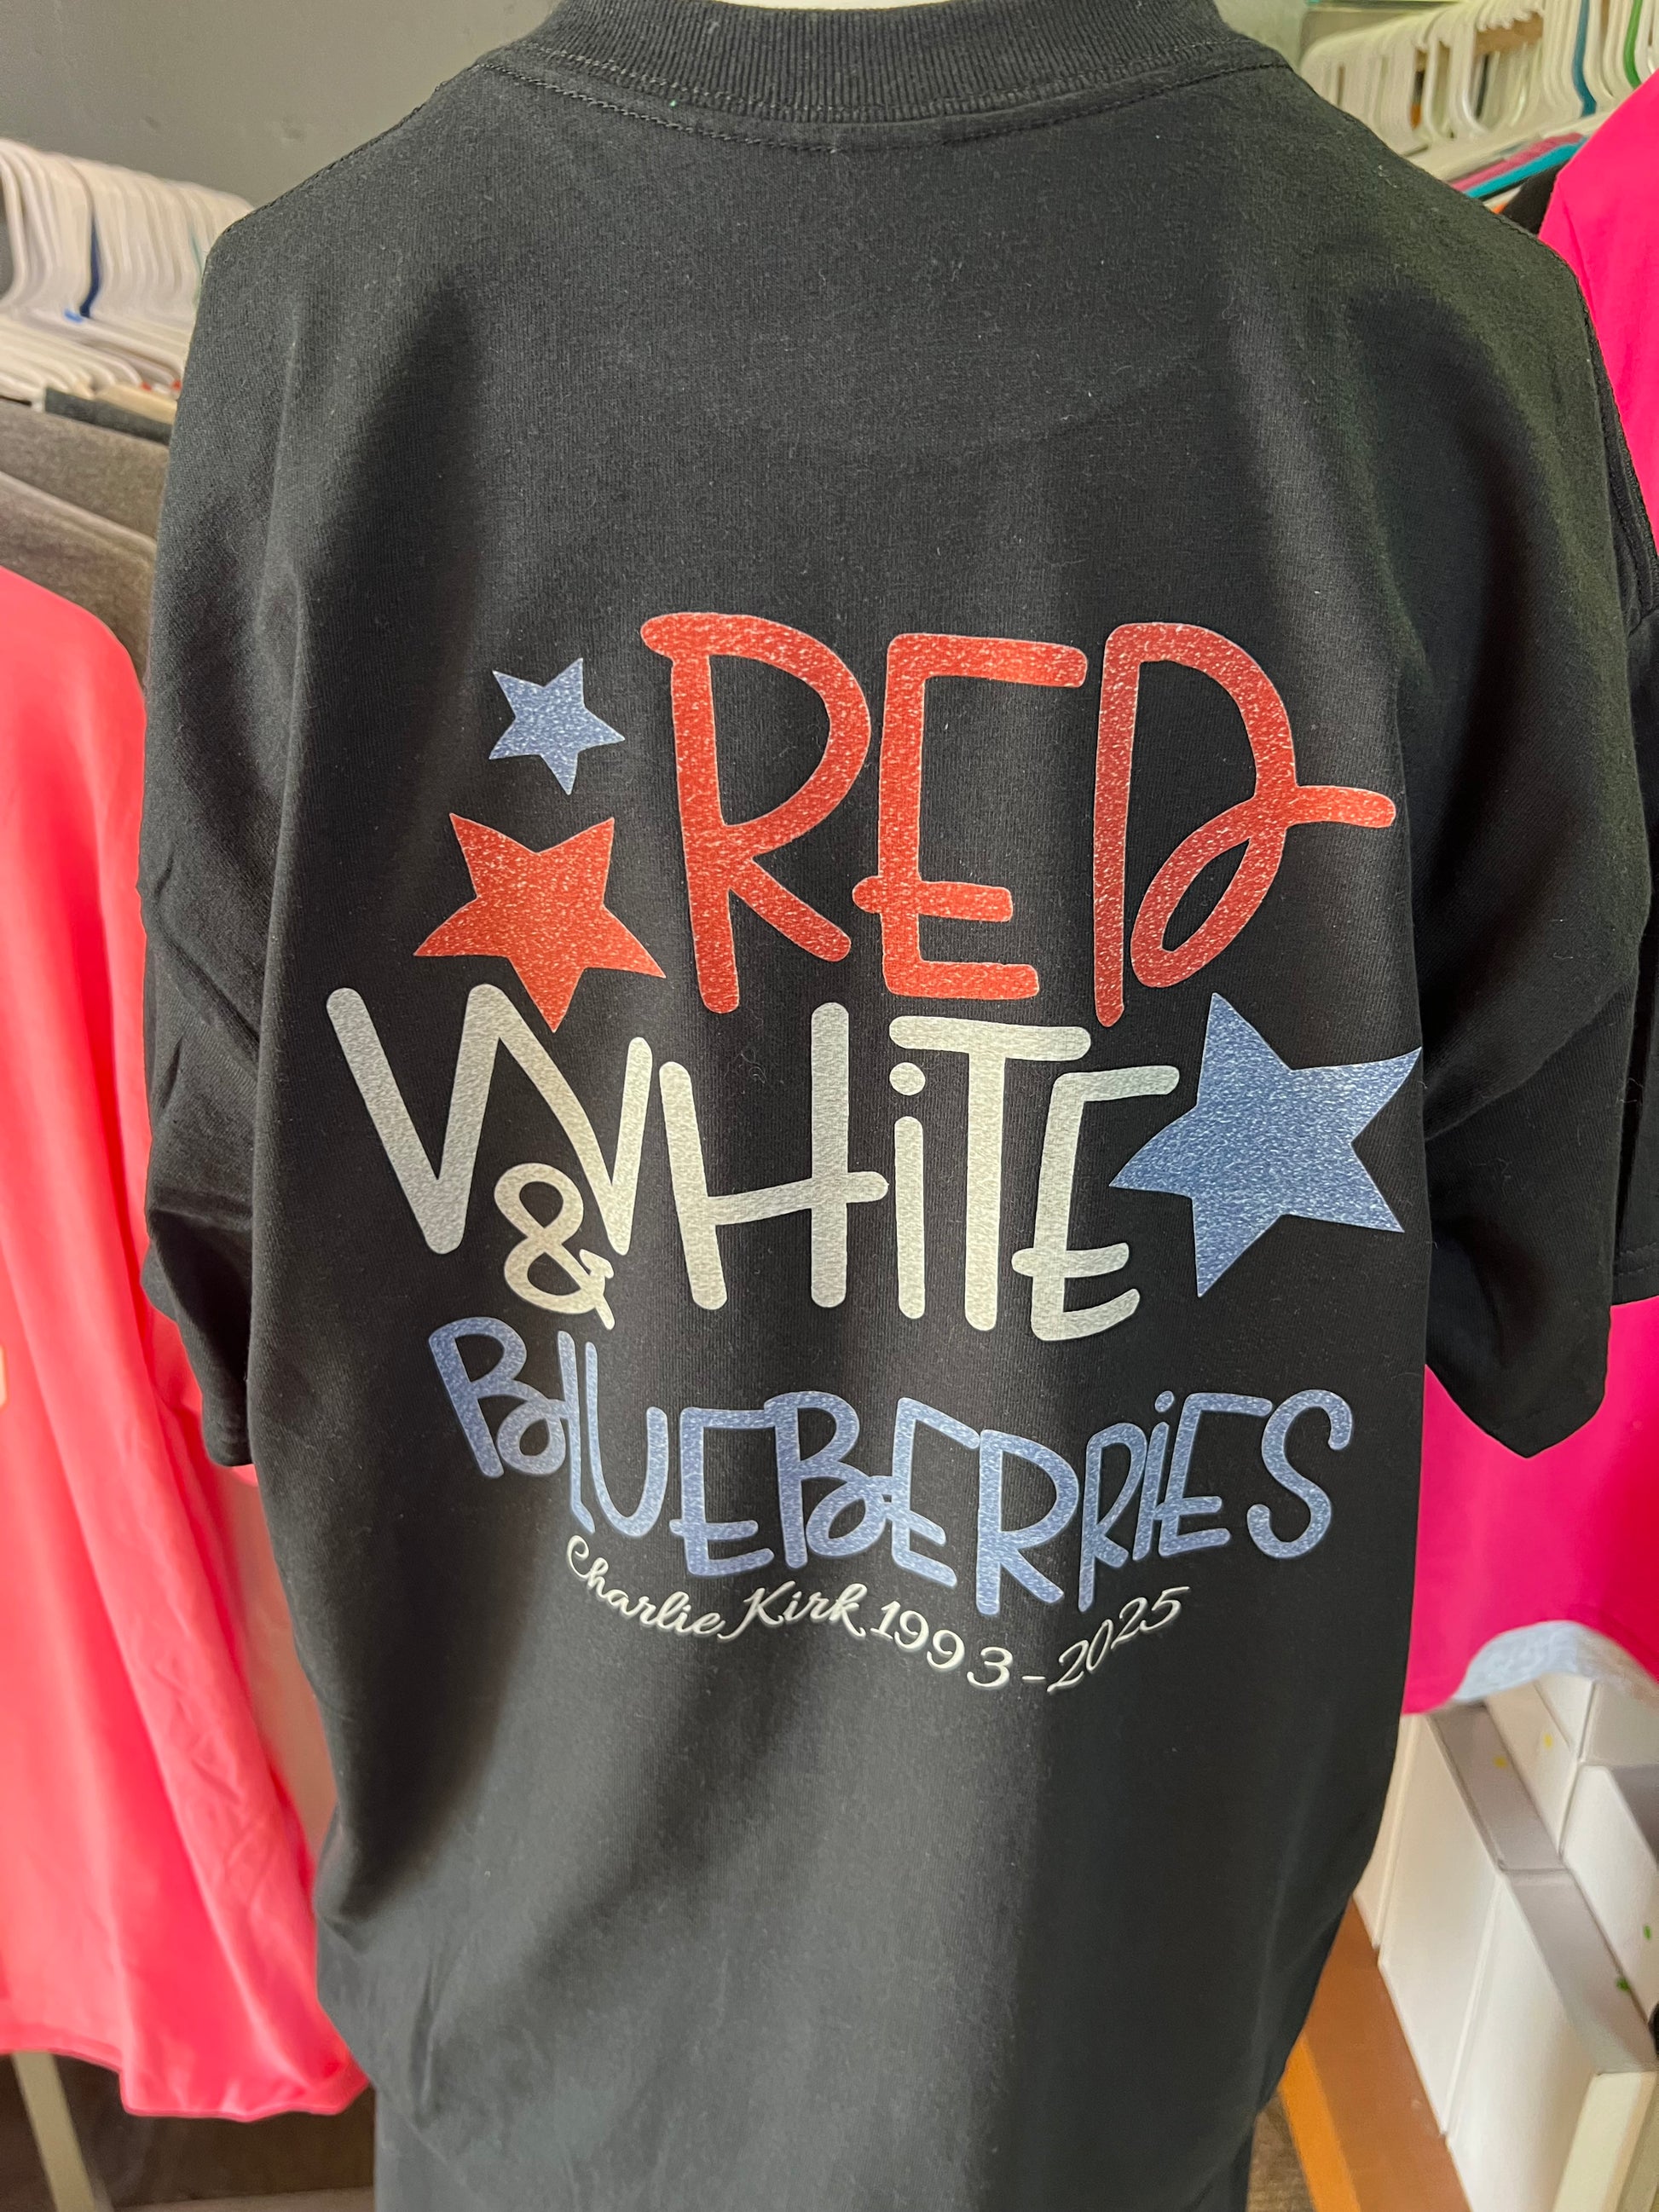 RED
WHiTE
&
BlUEBERRiES
Charlie Kirk 1993-2025